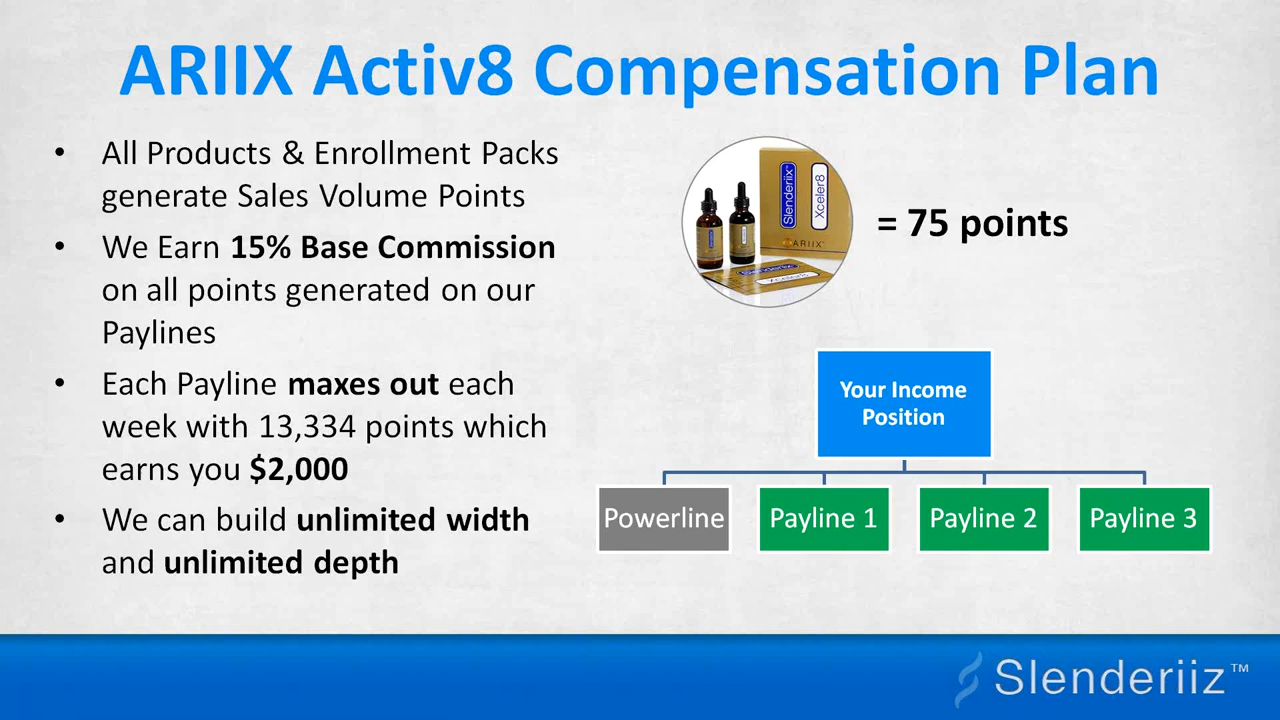 ARIIX Activ8 Compensation Plan
• All Products & Enrollment Packs
generate Sales Volume Points
• We Earn 15% Base Commission
on all points generated on our
Paylines
• Each Payline maxes out each
week with 13,334 points which
earns you $2,000
• We can build unlimited width
and unlimited depth
Slenderiix
Xceler8
ARIIX
= 75 points
Your Income
Position
Powerline
Payline 1
Payline 2
Payline 3
Slenderiiz™